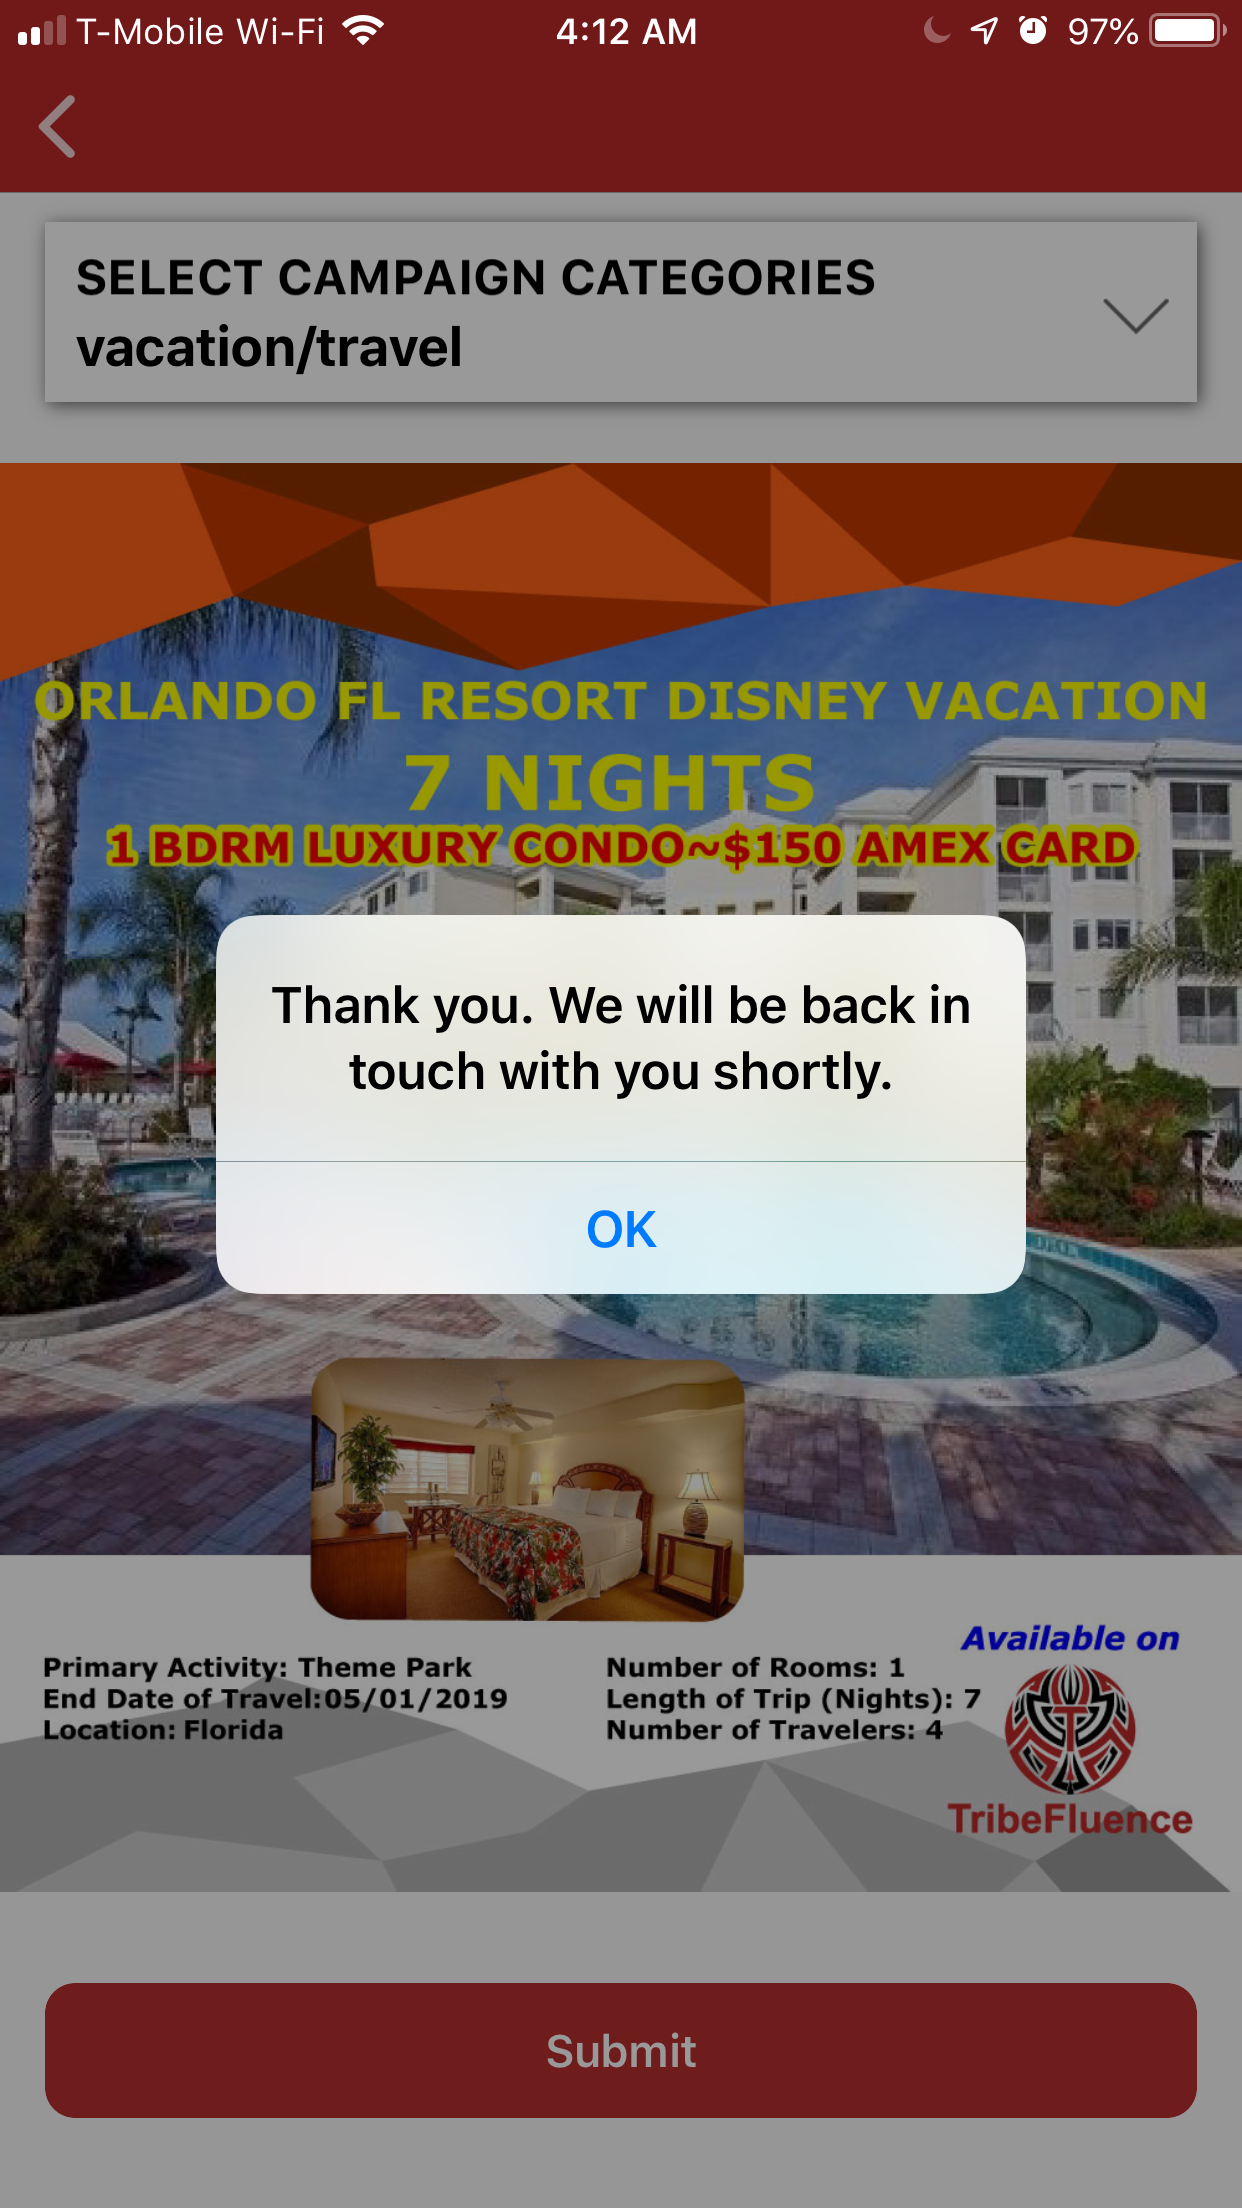 T-Mobile Wi-Fi 4:12 AM 97%
SELECT CAMPAIGN CATEGORIES
vacation/travel
ORLANDO FL RESORT DISNEY VACATION
7 NIGHTS
1 BDRM LUXURY CONDO~$150 AMEX CARD
Thank you. We will be back in
touch with you shortly.
OK
Primary Activity: Theme Park
End Date of Travel:05/01/2019
Location: Florida
Number of Rooms: 1
Length of Trip (Nights): 7
Number of Travelers: 4
Available on
TribeFluence
Submit